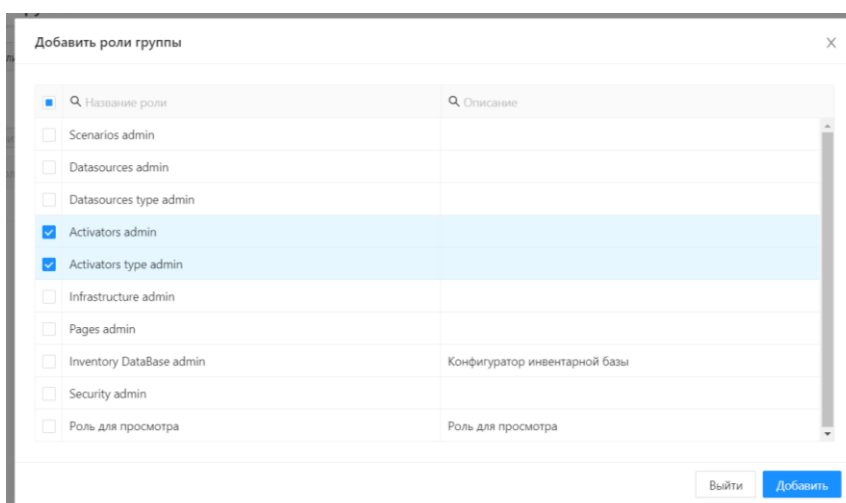 Добавить роли группы
Название роли Описание
Scenarios admin
Datasources admin
Datasources type admin
Activators admin
Activators type admin
Infrastructure admin
Pages admin
Inventory DataBase admin Конфигуратор инвентарной базы
Security admin
Роль для просмотра Роль для просмотра
Выйти Добавить